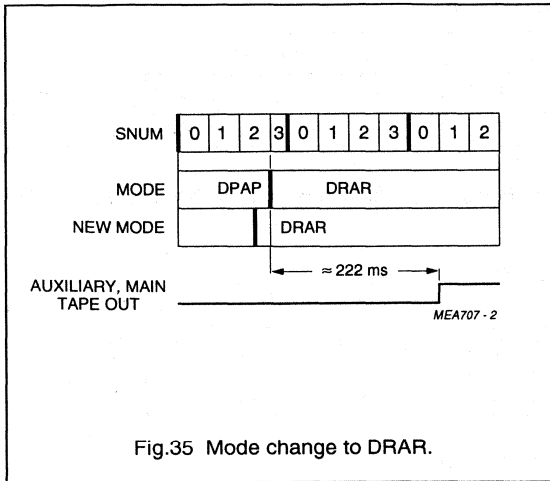 SNUM 0 1 2 3 0 1 2 3 0 1 2
MODE DPAP DRAR
NEW MODE DRAR
≈ 222 ms
AUXILIARY, MAIN
TAPE OUT
MEA707 - 2
Fig.35 Mode change to DRAR.